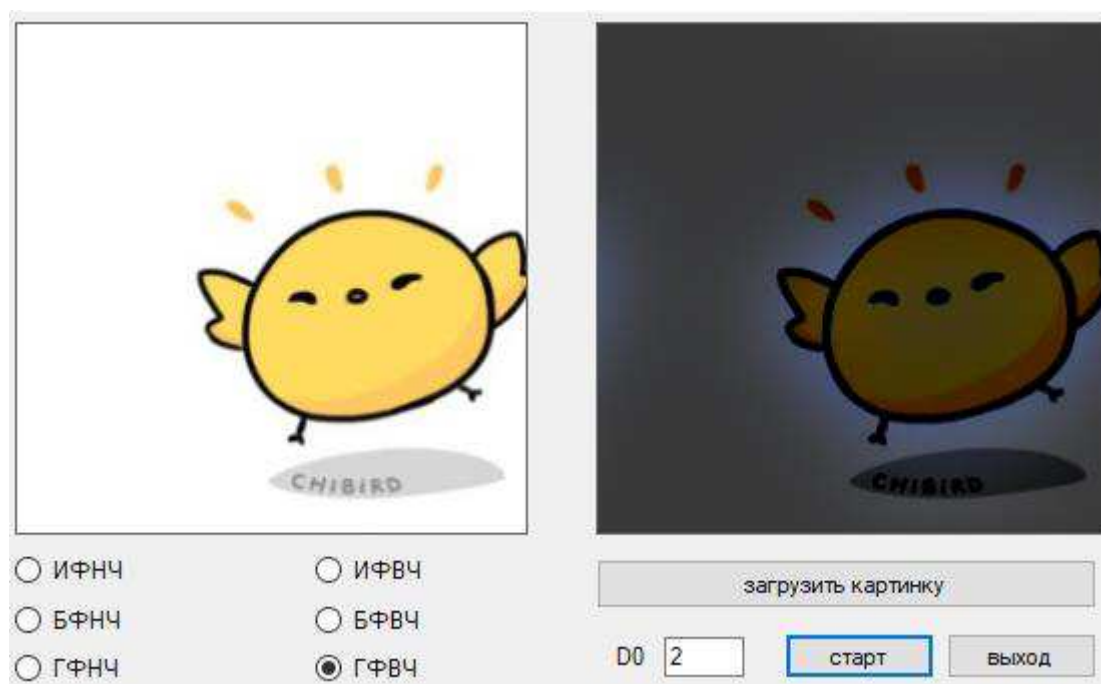 CHIBIRD
CHIBIRD
ИФНЧ
ИФВЧ
загрузить картинку
БФНЧ
БФВЧ
ГФНЧ
ГФВЧ
D0 2 старт выход